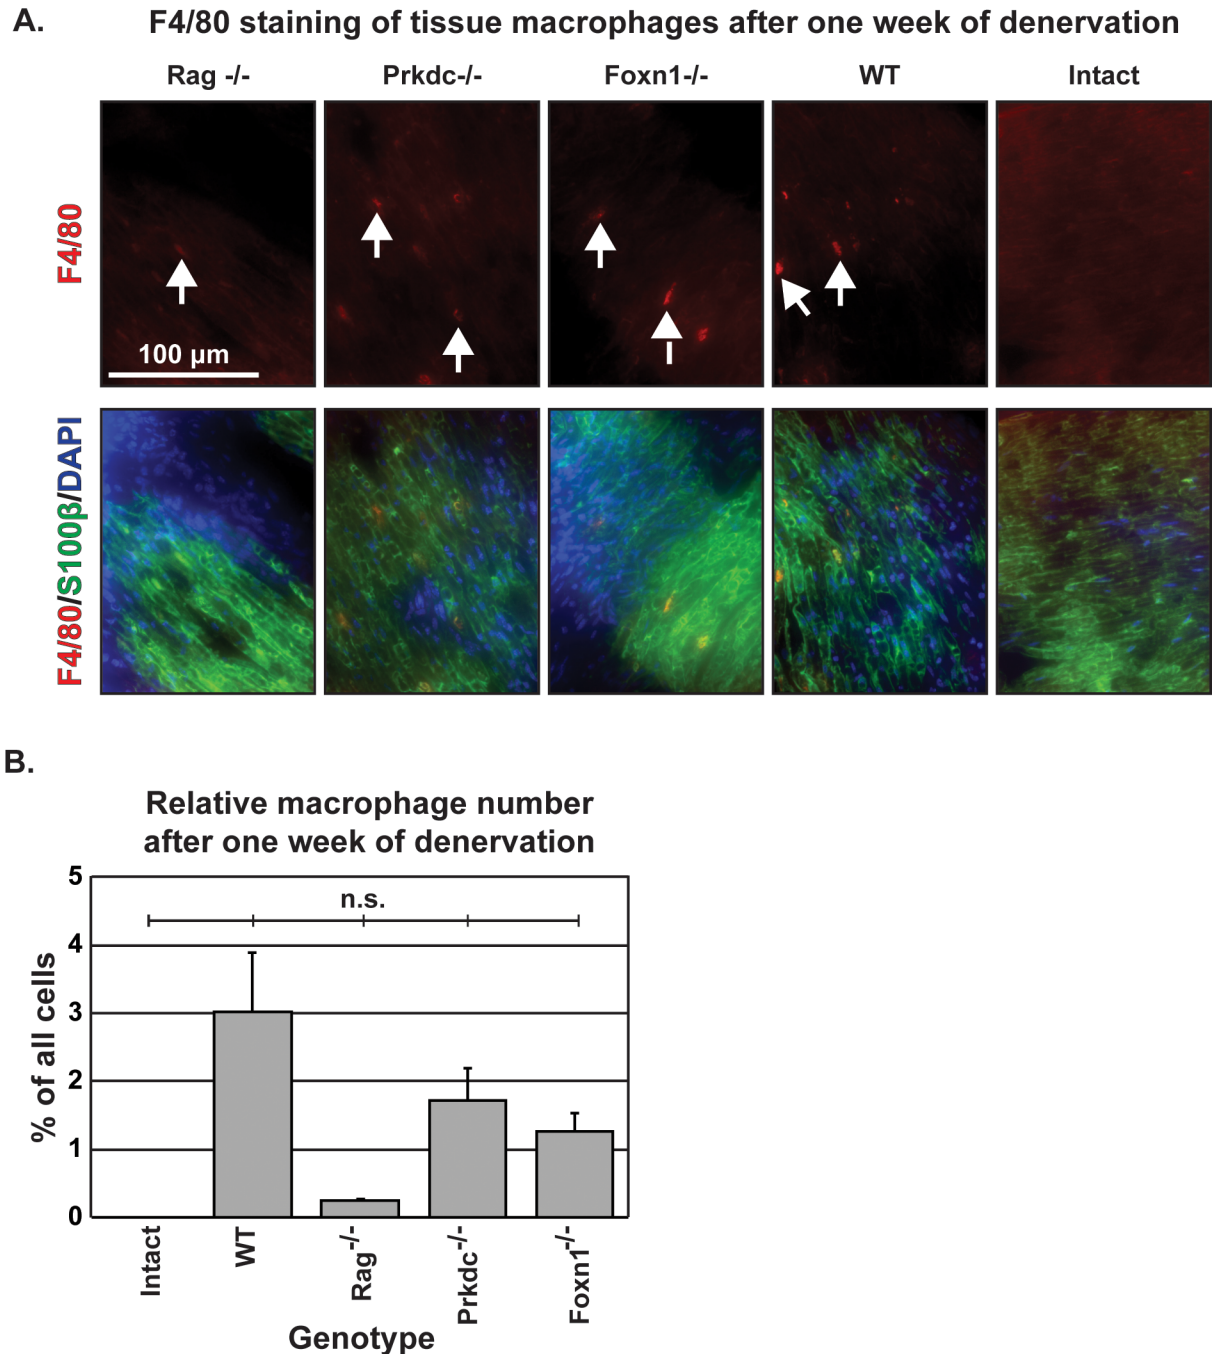 A.
F4/80 staining of tissue macrophages after one week of denervation
Rag -/-
Prkdc-/-
Foxn1-/-
WT
Intact
F4/80
100 µm
F4/80/S100β/DAPI
B.
Relative macrophage number
after one week of denervation
% of all cells
5
4
3
2
1
0
n.s.
Intact
WT
Rag-/-
Prkdc-/-
Foxn1-/-
Genotype